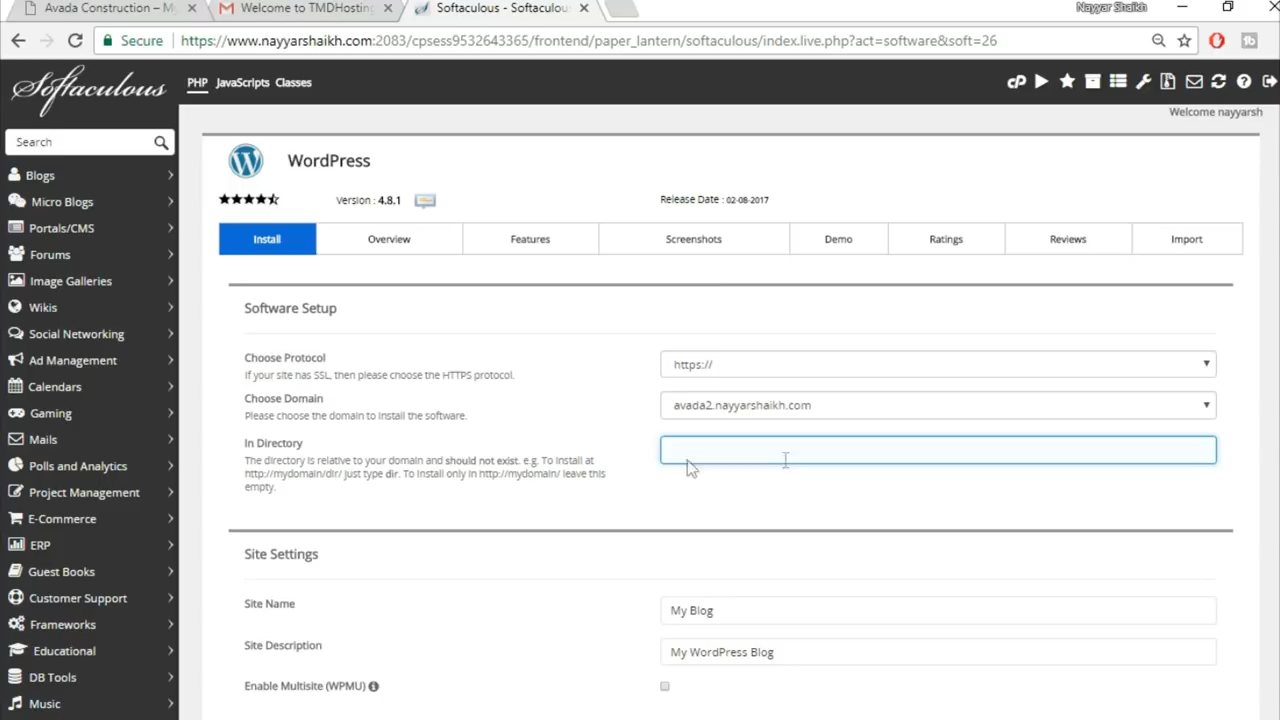 Avada Construction – My
Welcome to TMDHosting
Softaculous - Softaculous
Nayyar Shaikh
Secure
https://www.nayyarshaikh.com:2083/cpsess9532643365/frontend/paper_lantern/softaculous/index.live.php?act=software&soft=26
Softaculous
PHP JavaScripts Classes
Welcome nayyarsh
Search
Blogs
Micro Blogs
Portals/CMS
Forums
Image Galleries
Wikis
Social Networking
Ad Management
Calendars
Gaming
Mails
Polls and Analytics
Project Management
E-Commerce
ERP
Guest Books
Customer Support
Frameworks
Educational
DB Tools
Music
WordPress
Version : 4.8.1
Release Date : 02-08-2017
Install Overview Features Screenshots Demo Ratings Reviews Import
Software Setup
Choose Protocol
If your site has SSL, then please choose the HTTPS protocol.
https://
Choose Domain
Please choose the domain to install the software.
avada2.nayyarshaikh.com
In Directory
The directory is relative to your domain and should not exist. e.g. To install at
http://mydomain/dir/ just type dir. To install only in http://mydomain/ leave this
empty.
Site Settings
Site Name
My Blog
Site Description
My WordPress Blog
Enable Multisite (WPMU)